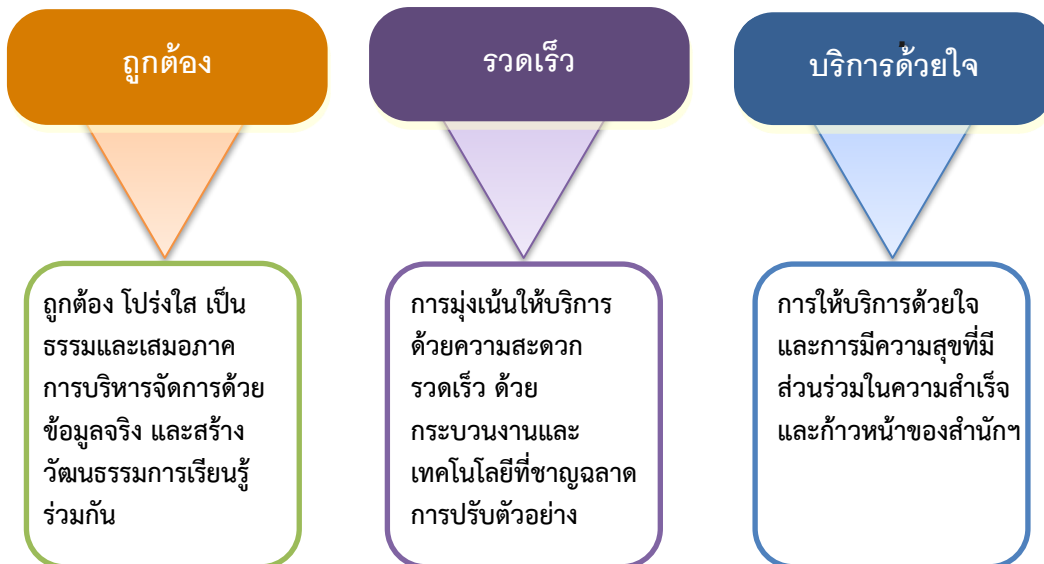 ถูกต้อง
รวดเร็ว
บริการด้วยใจ
ถูกต้อง โปร่งใส เป็น
ธรรมและเสมอภาค
การบริหารจัดการด้วย
ข้อมูลจริง และสร้าง
วัฒนธรรมการเรียนรู้
ร่วมกัน
การมุ่งเน้นให้บริการ
ด้วยความสะดวก
รวดเร็ว ด้วย
กระบวนงานและ
เทคโนโลยีที่ชาญฉลาด
การปรับตัวอย่าง
การให้บริการด้วยใจ
และการมีความสุขที่มี
ส่วนร่วมในความสำเร็จ
และก้าวหน้าของสำนักฯ